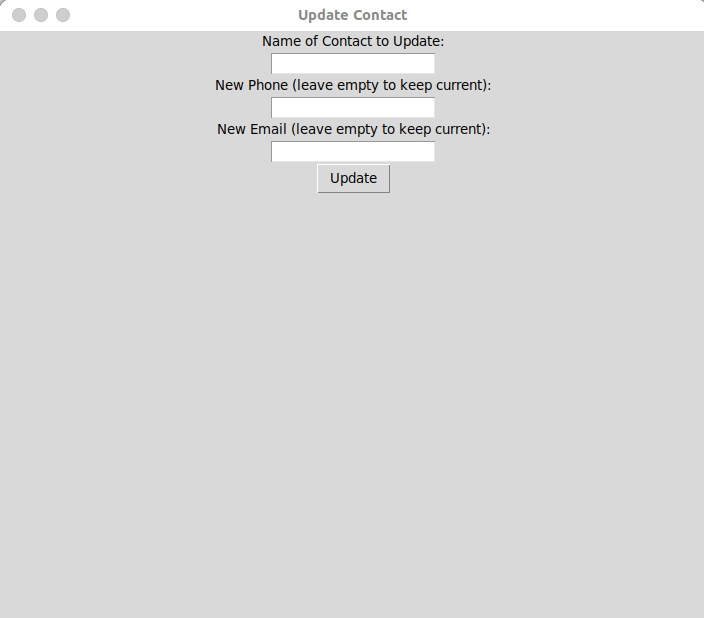 Update Contact
Name of Contact to Update:
New Phone (leave empty to keep current):
New Email (leave empty to keep current):
Update